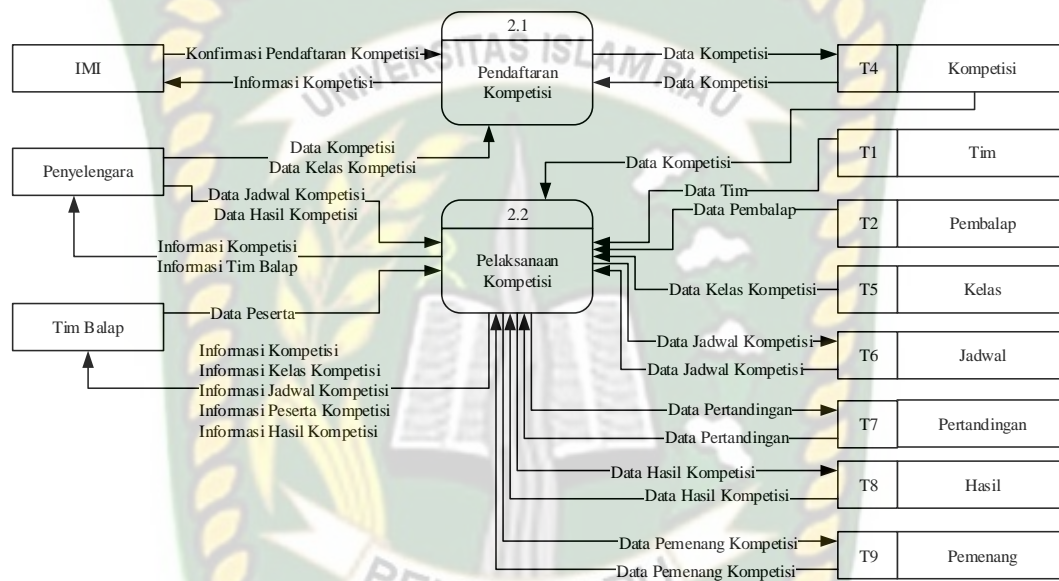 2.1
Pendaftaran
Kompetisi
IMI
Konfirmasi Pendaftaran Kompetisi
Informasi Kompetisi
Data Kompetisi
Data Kompetisi
T4
Kompetisi
UNIVERSITAS ISLAM RIAU
Penyelengara
Data Kompetisi
Data Kelas Kompetisi
Data Jadwal Kompetisi
Data Hasil Kompetisi
Informasi Kompetisi
Informasi Tim Balap
Data Kompetisi
T1
Tim
Data Tim
2.2
Pelaksanaan
Kompetisi
Data Pembalap
T2
Pembalap
Data Kelas Kompetisi
T5
Kelas
Tim Balap
Data Peserta
Informasi Kompetisi
Informasi Kelas Kompetisi
Informasi Jadwal Kompetisi
Informasi Peserta Kompetisi
Informasi Hasil Kompetisi
Data Jadwal Kompetisi
Data Jadwal Kompetisi
T6
Jadwal
Data Pertandingan
Data Pertandingan
T7
Pertandingan
Data Hasil Kompetisi
Data Hasil Kompetisi
T8
Hasil
Data Pemenang Kompetisi
Data Pemenang Kompetisi
T9
Pemenang